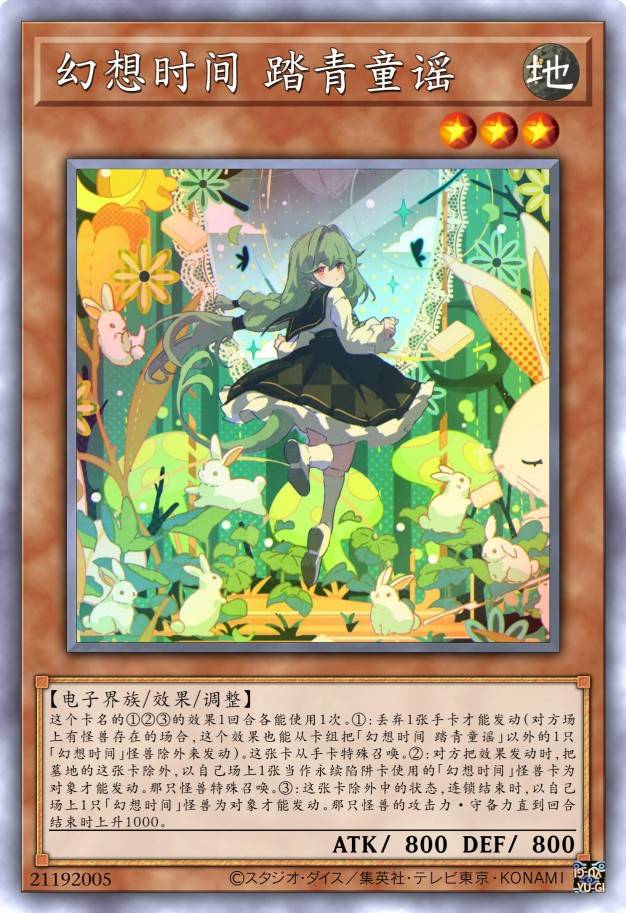 幻想时间 踏青童谣
地
【电子界族/效果/调整】
这个卡名的①②③的效果1回合各能使用1次。①:丢弃1张手卡才能发动(对方场
上有怪兽存在的场合,这个效果也能从卡组把「幻想时间 踏青童谣」以外的1只
「幻想时间」怪兽除外来发动)。这张卡从手卡特殊召唤。②:对方把效果发动时,把
墓地的这张卡除外,以自己场上1张当作永续陷阱卡使用的「幻想时间」怪兽卡为
对象才能发动。那只怪兽特殊召唤。③:这张卡除外中的状态,连锁结束时,以自己
场上1只「幻想时间」怪兽为对象才能发动。那只怪兽的攻击力·守备力直到回合
结束时上升1000。
ATK/ 800 DEF/ 800
21192005
©スタジオ·ダイス/集英社·テレビ東京·KONAMI